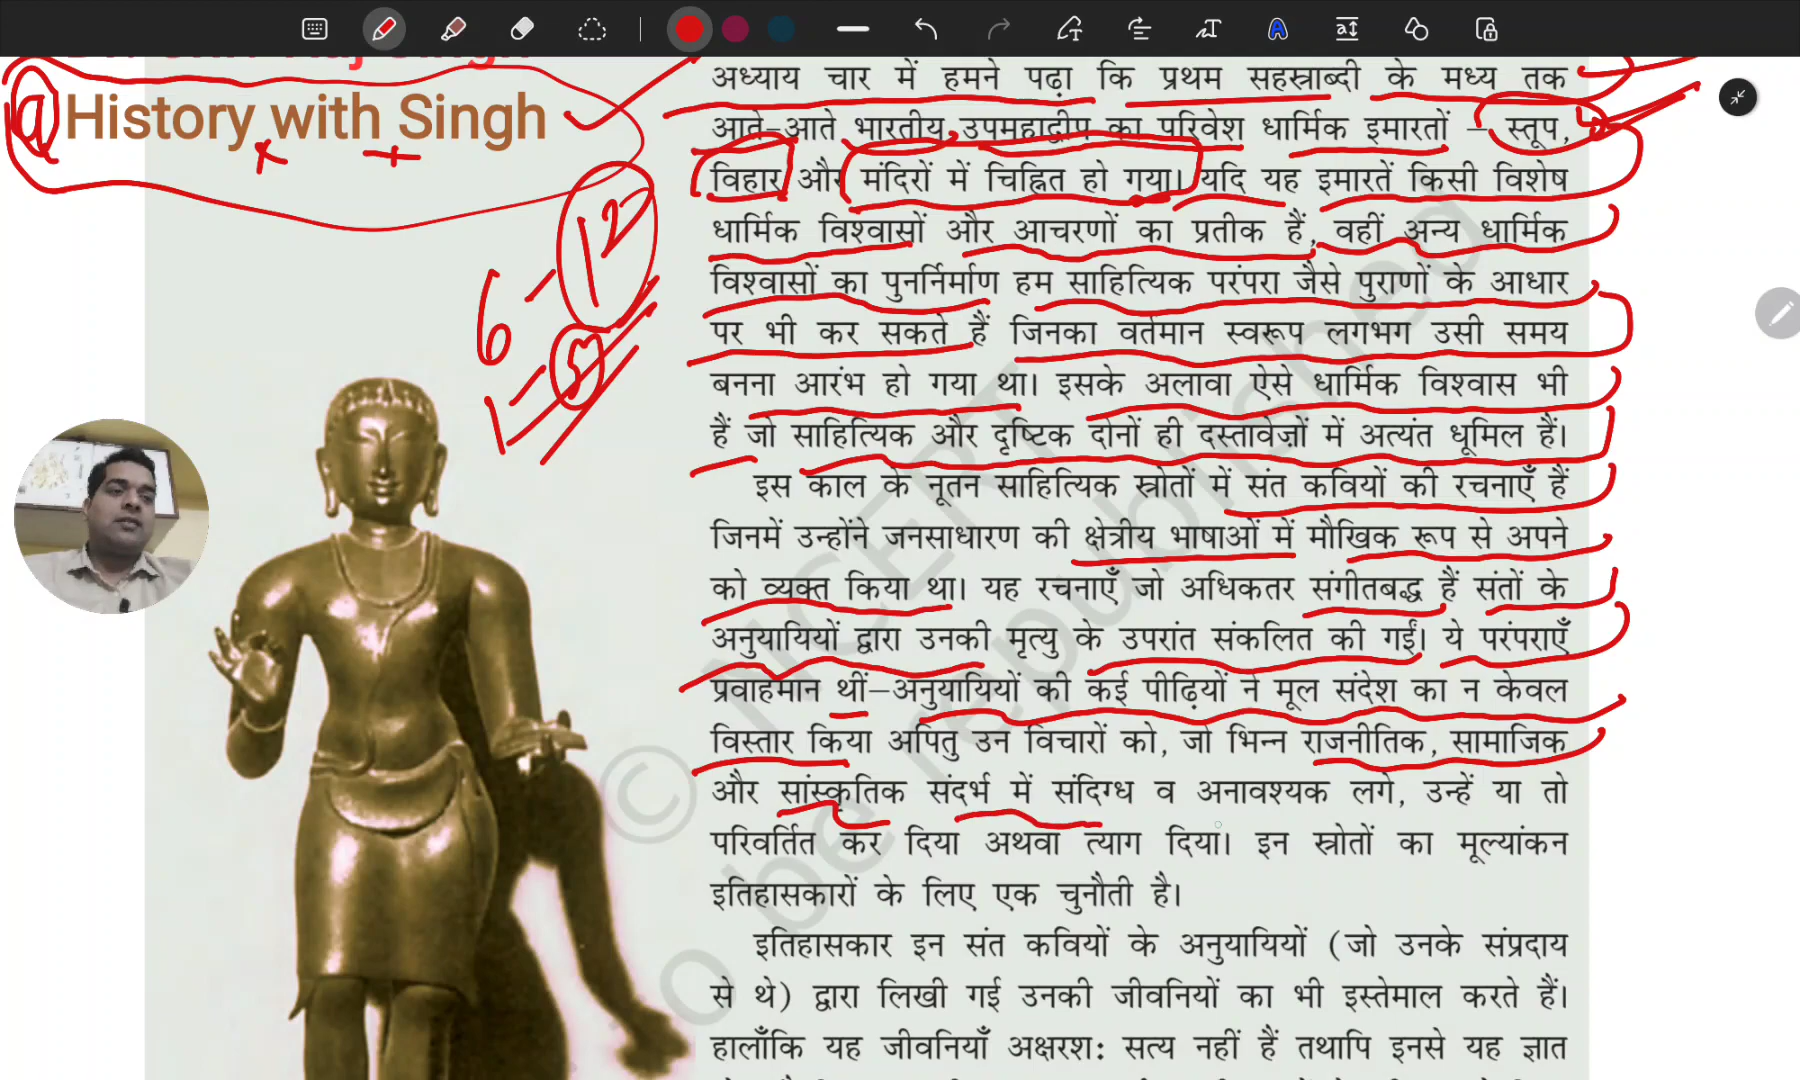 History with Singh
@
6-12
1-5
अध्याय चार में हमने पढ़ा कि प्रथम सहस्राब्दी के मध्य तक
आते-आते भारतीय उपमहाद्वीप का परिवेश धार्मिक इमारतों – स्तूप,
विहार और मंदिरों में चिह्नित हो गया। यदि यह इमारतें किसी विशेष
धार्मिक विश्वासों और आचरणों का प्रतीक हैं, वहीं अन्य धार्मिक
विश्वासों का पुनर्निर्माण हम साहित्यिक परंपरा जैसे पुराणों के आधार
पर भी कर सकते हैं जिनका वर्तमान स्वरूप लगभग उसी समय
बनना आरंभ हो गया था। इसके अलावा ऐसे धार्मिक विश्वास भी
हैं जो साहित्यिक और दृष्टिक दोनों ही दस्तावेज़ों में अत्यंत धूमिल हैं।
इस काल के नूतन साहित्यिक स्रोतों में संत कवियों की रचनाएँ हैं
जिनमें उन्होंने जनसाधारण की क्षेत्रीय भाषाओं में मौखिक रूप से अपने
को व्यक्त किया था। यह रचनाएँ जो अधिकतर संगीतबद्ध हैं संतों के
अनुयायियों द्वारा उनकी मृत्यु के उपरांत संकलित की गईं। ये परंपराएँ
प्रवाहमान थीं–अनुयायियों की कई पीढ़ियों ने मूल संदेश का न केवल
विस्तार किया अपितु उन विचारों को, जो भिन्न राजनीतिक, सामाजिक
और सांस्कृतिक संदर्भ में संदिग्ध व अनावश्यक लगे, उन्हें या तो
परिवर्तित कर दिया अथवा त्याग दिया। इन स्रोतों का मूल्यांकन
इतिहासकारों के लिए एक चुनौती है।
इतिहासकार इन संत कवियों के अनुयायियों (जो उनके संप्रदाय
से थे) द्वारा लिखी गई उनकी जीवनियों का भी इस्तेमाल करते हैं।
हालाँकि यह जीवनियाँ अक्षरश: सत्य नहीं हैं तथापि इनसे यह ज्ञात
© NCERT
o be republished